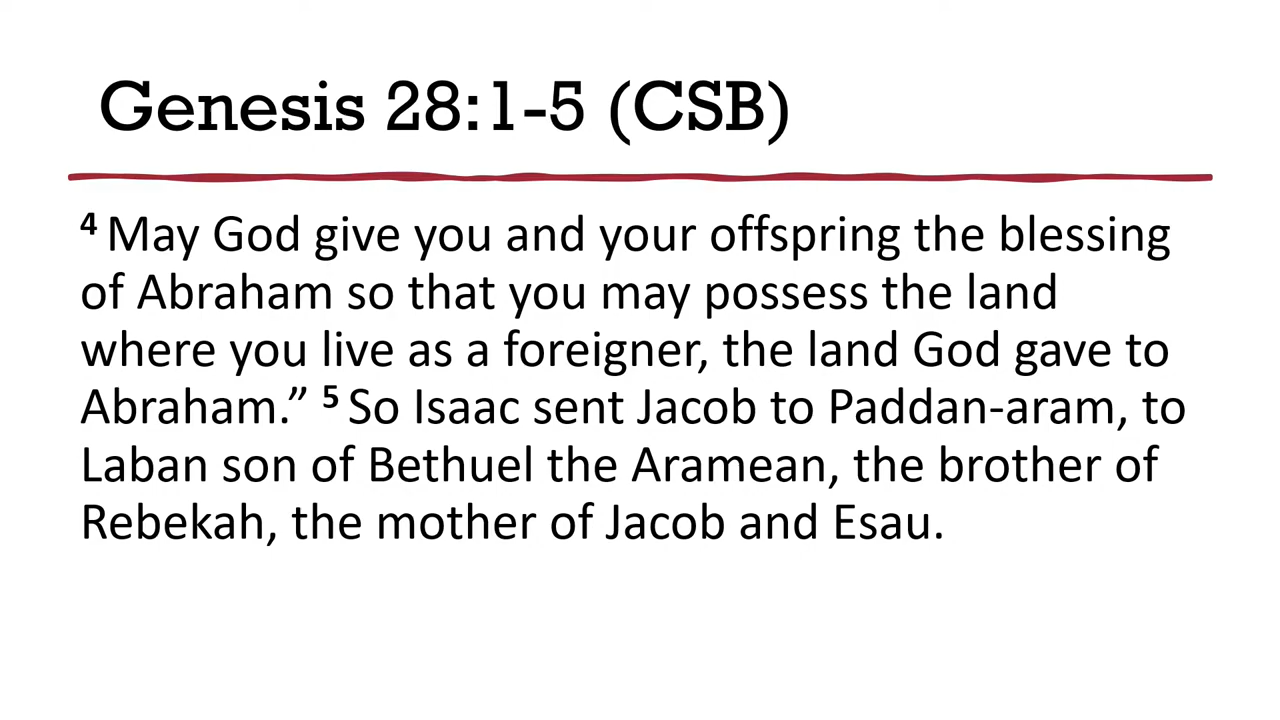 Genesis 28:1-5 (CSB)
4 May God give you and your offspring the blessing
of Abraham so that you may possess the land
where you live as a foreigner, the land God gave to
Abraham.” 5 So Isaac sent Jacob to Paddan-aram, to
Laban son of Bethuel the Aramean, the brother of
Rebekah, the mother of Jacob and Esau.